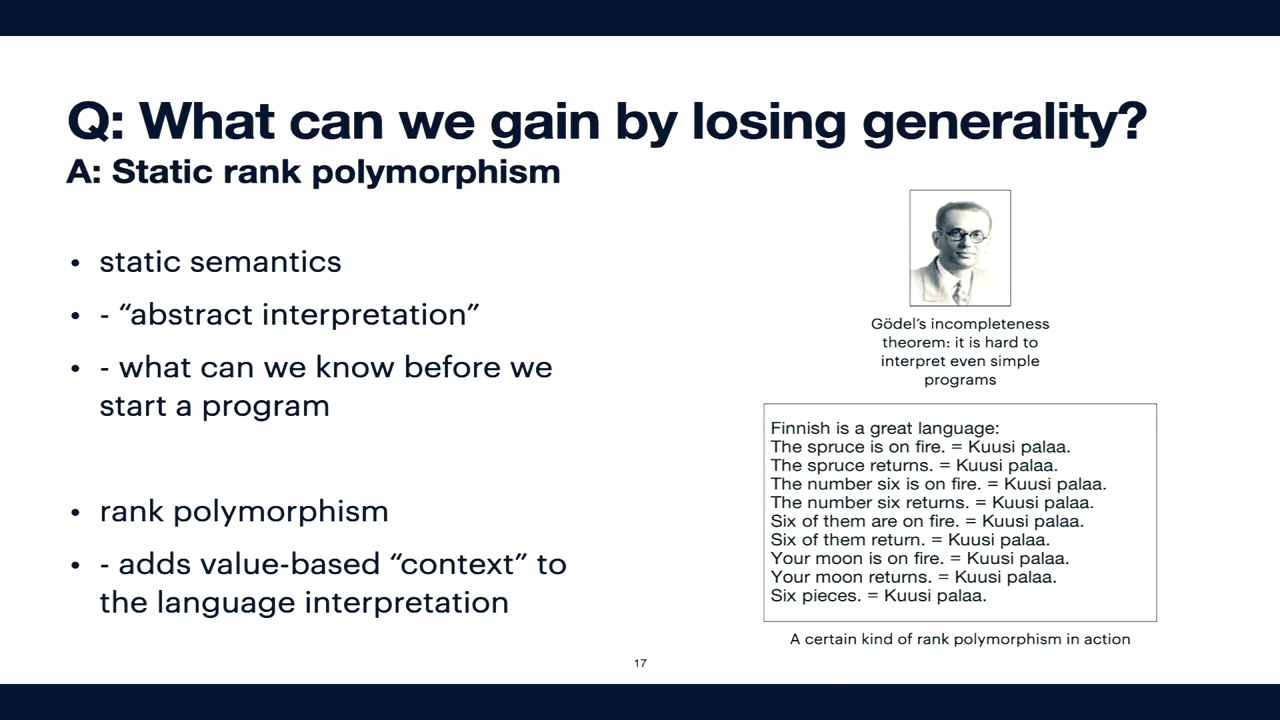 Q: What can we gain by losing generality?
A: Static rank polymorphism
• static semantics
• - “abstract interpretation”
• - what can we know before we
start a program
• rank polymorphism
• - adds value-based “context” to
the language interpretation
Gödel’s incompleteness
theorem: it is hard to
interpret even simple
programs
Finnish is a great language:
The spruce is on fire. = Kuusi palaa.
The spruce returns. = Kuusi palaa.
The number six is on fire. = Kuusi palaa.
The number six returns. = Kuusi palaa.
Six of them are on fire. = Kuusi palaa.
Six of them return. = Kuusi palaa.
Your moon is on fire. = Kuusi palaa.
Your moon returns. = Kuusi palaa.
Six pieces. = Kuusi palaa.
A certain kind of rank polymorphism in action
17